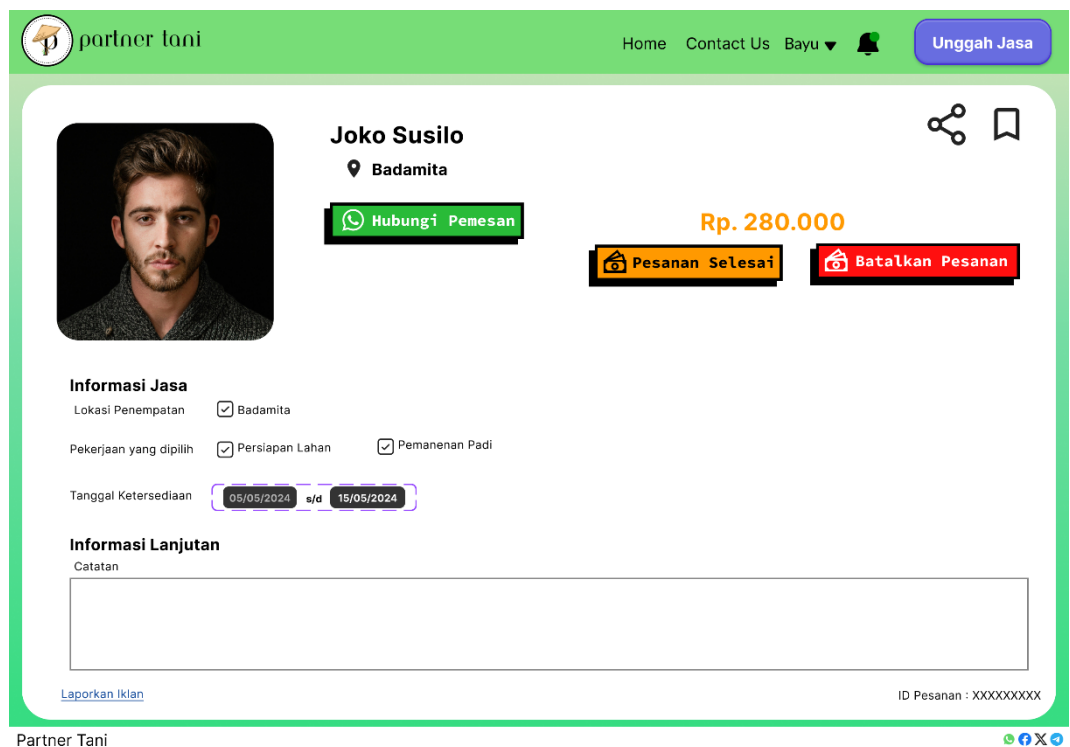 partner tani
Home Contact Us Bayu
Unggah Jasa
Joko Susilo
Badamita
Hubungi Pemesan
Rp. 280.000
Pesanan Selesai
Batalkan Pesanan
Informasi Jasa
Lokasi Penempatan Badamita
Pekerjaan yang dipilih Persiapan Lahan Pemanenan Padi
Tanggal Ketersediaan 05/05/2024 s/d 15/05/2024
Informasi Lanjutan
Catatan
Laporkan Iklan
ID Pesanan : XXXXXXXXX
Partner Tani